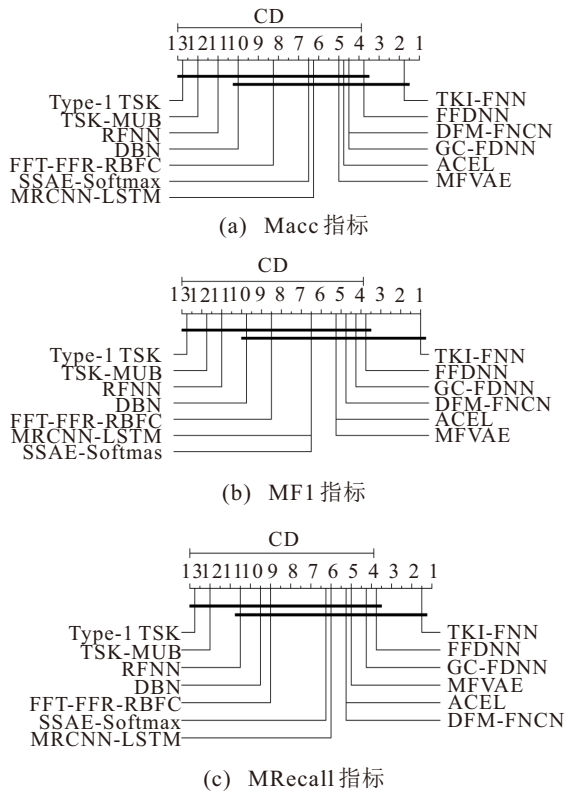 CD
13 12 11 10 9 8 7 6 5 4 3 2 1
Type-1 TSK TKI-FNN
TSK-MUB FFDNN
RFNN DFM-FNCN
DBN GC-FDNN
FFT-FFR-RBFC ACEL
SSAE-Softmax MFVAE
MRCNN-LSTM
(a) Macc 指标
CD
13 12 11 10 9 8 7 6 5 4 3 2 1
Type-1 TSK TKI-FNN
TSK-MUB FFDNN
RFNN GC-FDNN
DBN DFM-FNCN
FFT-FFR-RBFC ACEL
MRCNN-LSTM MFVAE
SSAE-Softmas
(b) MF1 指标
CD
13 12 11 10 9 8 7 6 5 4 3 2 1
Type-1 TSK TKI-FNN
TSK-MUB FFDNN
RFNN GC-FDNN
DBN MFVAE
FFT-FFR-RBFC ACEL
SSAE-Softmax DFM-FNCN
MRCNN-LSTM
(c) MRecall 指标